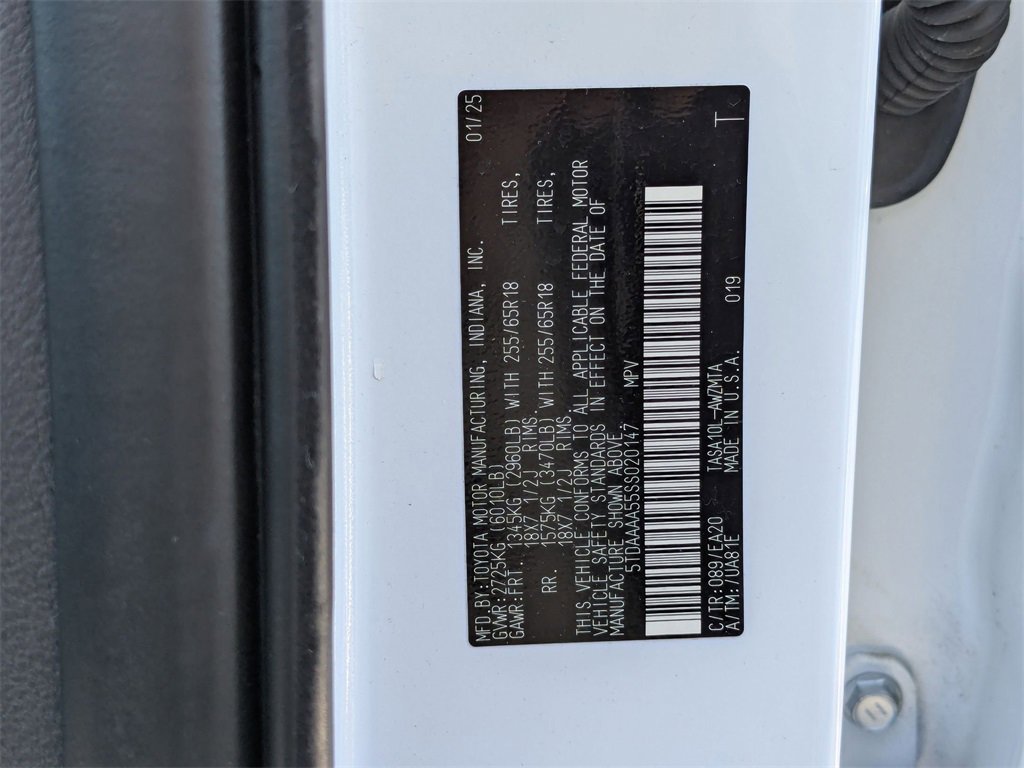 MFD.BY:TOYOTA MOTOR MANUFACTURING, INDIANA, INC. 01/25
GVWR:2725KG(6010LB)
GAWR:FRT. 1345KG(2960LB) WITH 255/65R18 TIRES,
18X7 1/2J RIMS.
RR. 1575KG(3470LB) WITH 255/65R18 TIRES,
18X7 1/2J RIMS.
THIS VEHICLE CONFORMS TO ALL APPLICABLE FEDERAL MOTOR
VEHICLE SAFETY STANDARDS IN EFFECT ON THE DATE OF
MANUFACTURE SHOWN ABOVE.
5TDAAAA55SS020147 MPV
C/TR:089/EA20 TASA10L-AWZMTA 019
A/TM:/UA81E MADE IN U.S.A. T